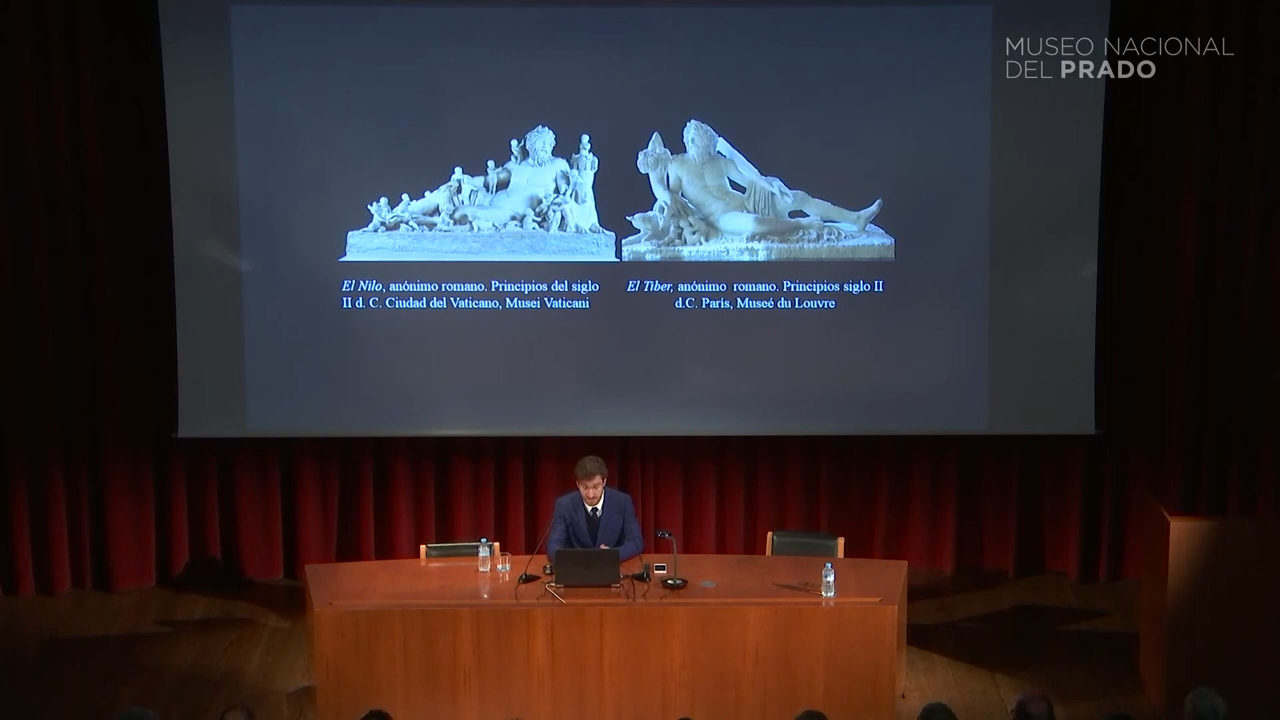 MUSEO NACIONAL
DEL PRADO
El Nilo, anónimo romano. Principios del siglo
II d. C. Ciudad del Vaticano, Musei Vaticani
El Tíber, anónimo romano. Principios siglo II
d.C. París, Museé du Louvre